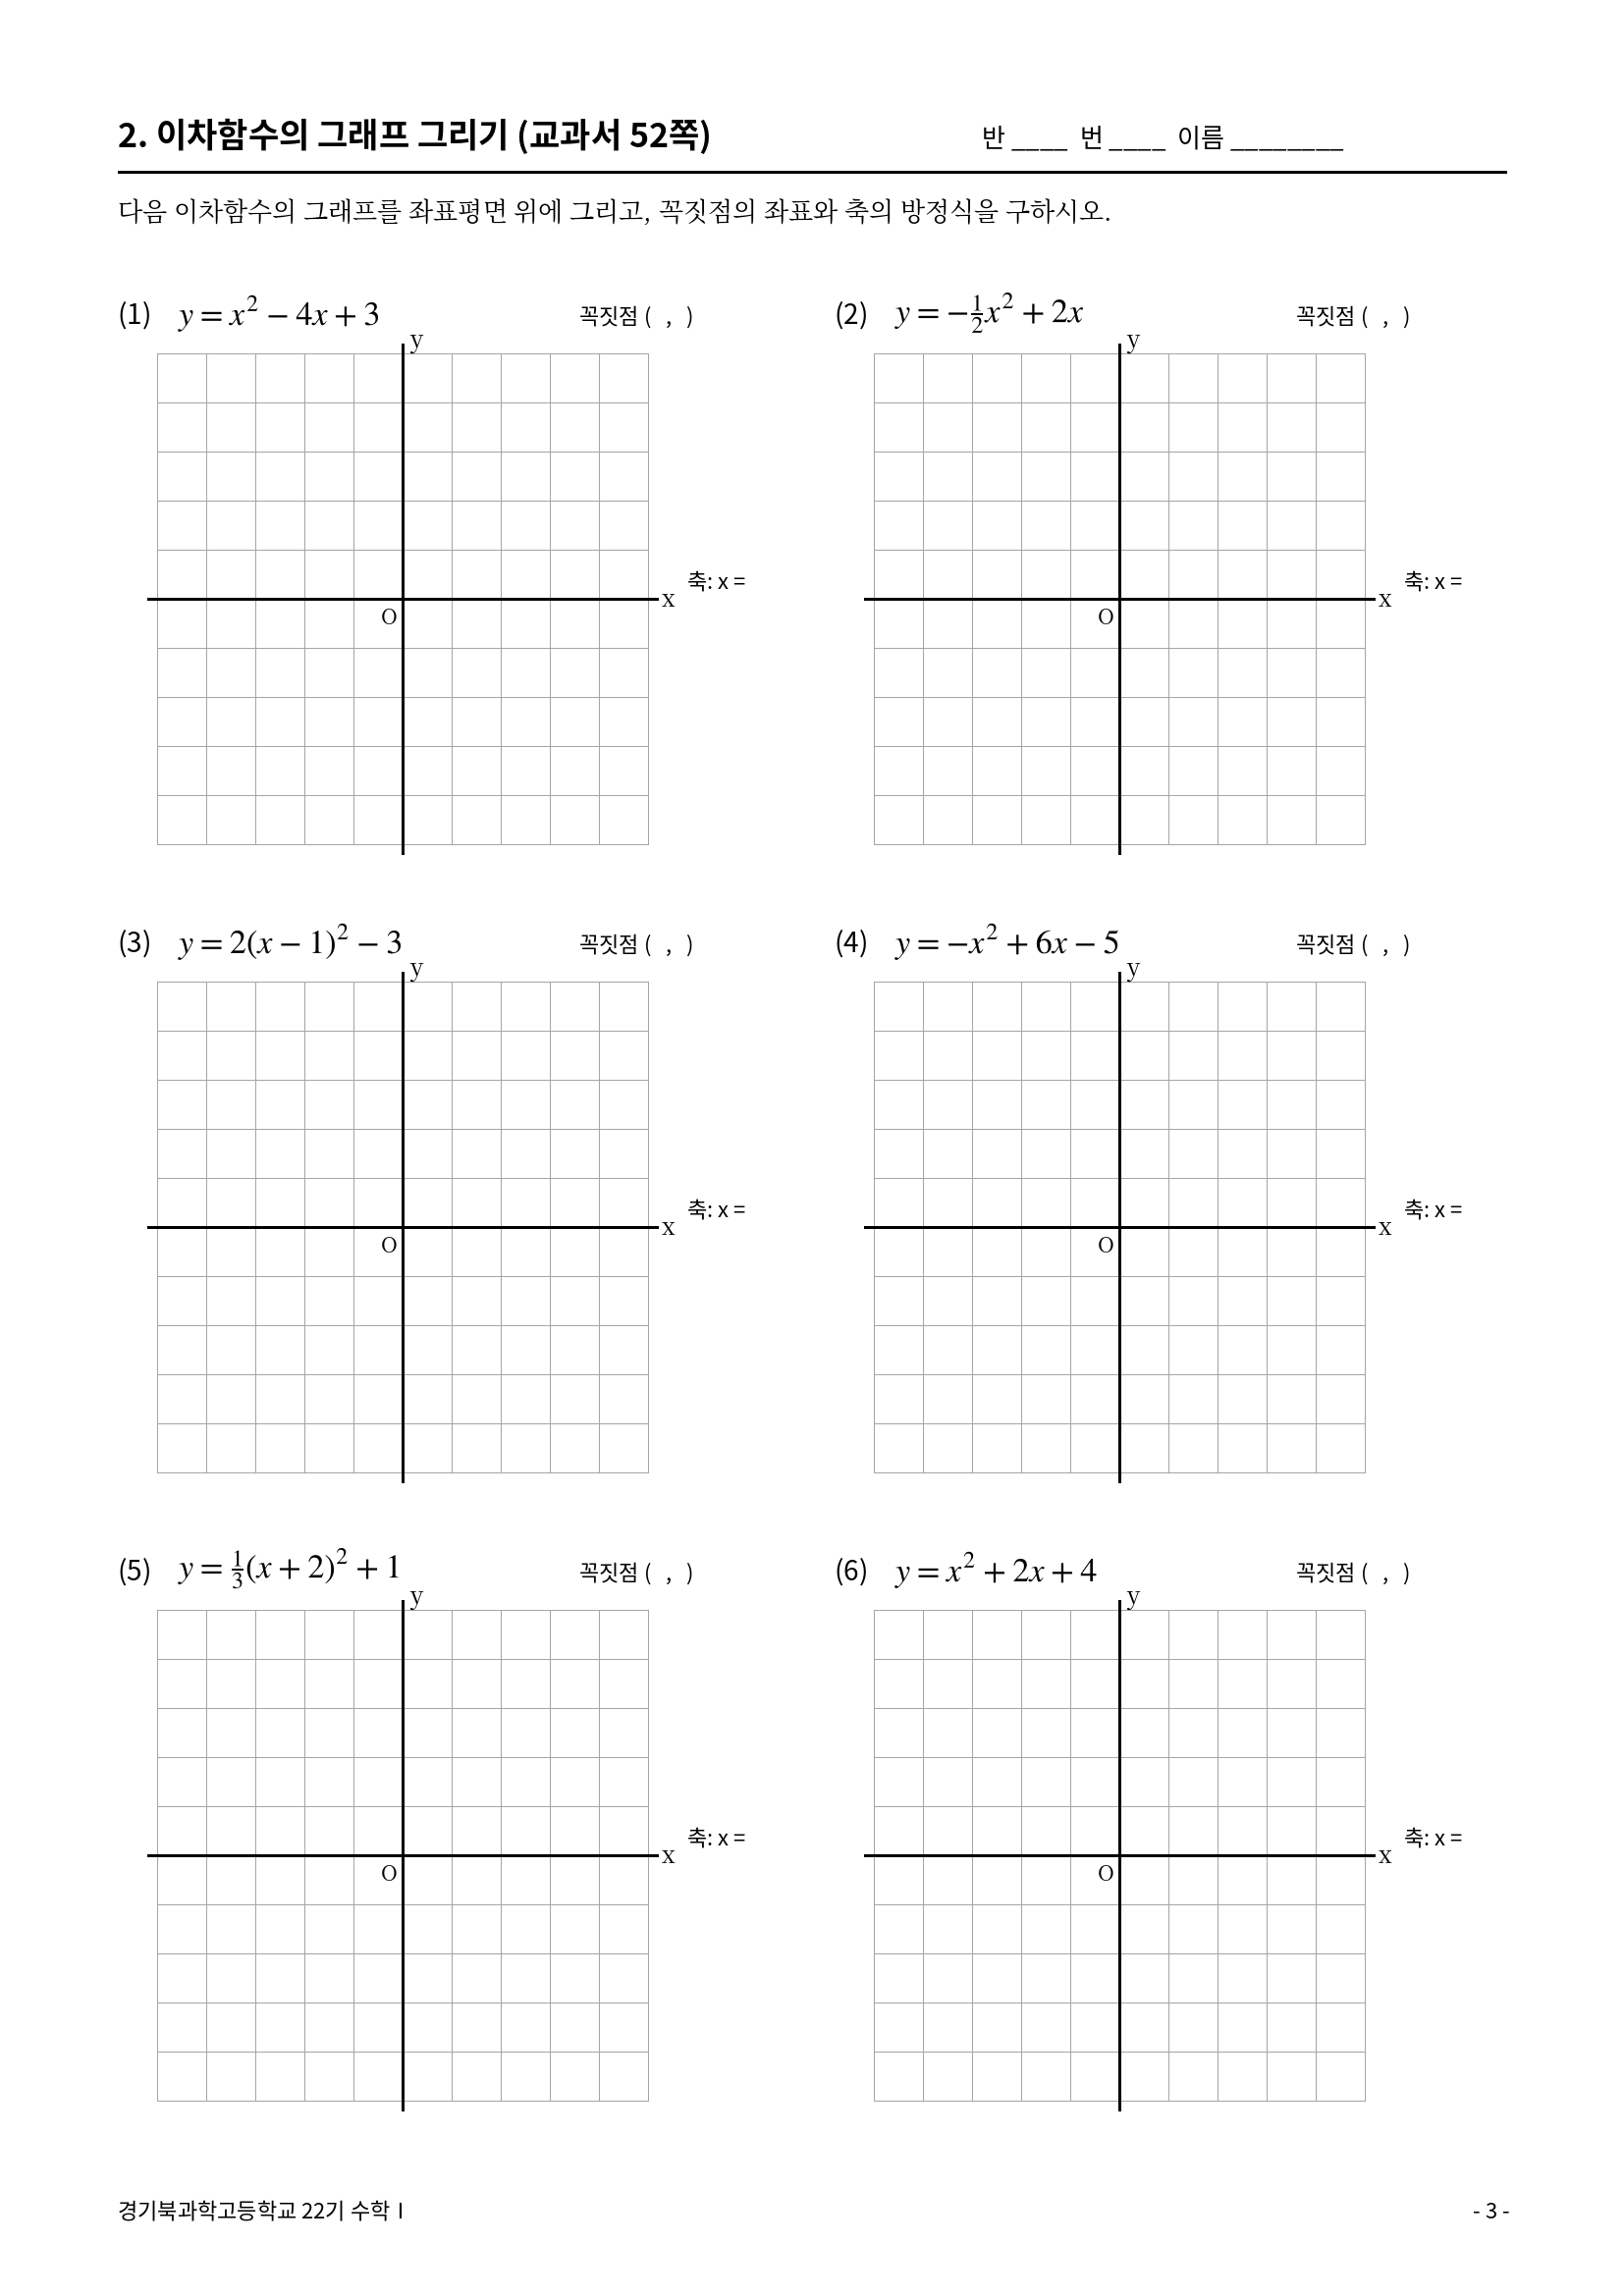 2. 이차함수의 그래프 그리기 (교과서 52쪽) 반 ____ 번 ____ 이름 ________
다음 이차함수의 그래프를 좌표평면 위에 그리고, 꼭짓점의 좌표와 축의 방정식을 구하시오.
(1) y = x² − 4x + 3 꼭짓점 ( , )
y
축: x =
x
O
(2) y = −1/2x² + 2x 꼭짓점 ( , )
y
축: x =
x
O
(3) y = 2(x − 1)² − 3 꼭짓점 ( , )
y
축: x =
x
O
(4) y = −x² + 6x − 5 꼭짓점 ( , )
y
축: x =
x
O
(5) y = 1/3(x + 2)² + 1 꼭짓점 ( , )
y
축: x =
x
O
(6) y = x² + 2x + 4 꼭짓점 ( , )
y
축: x =
x
O
경기북과학고등학교 22기 수학 I - 3 -